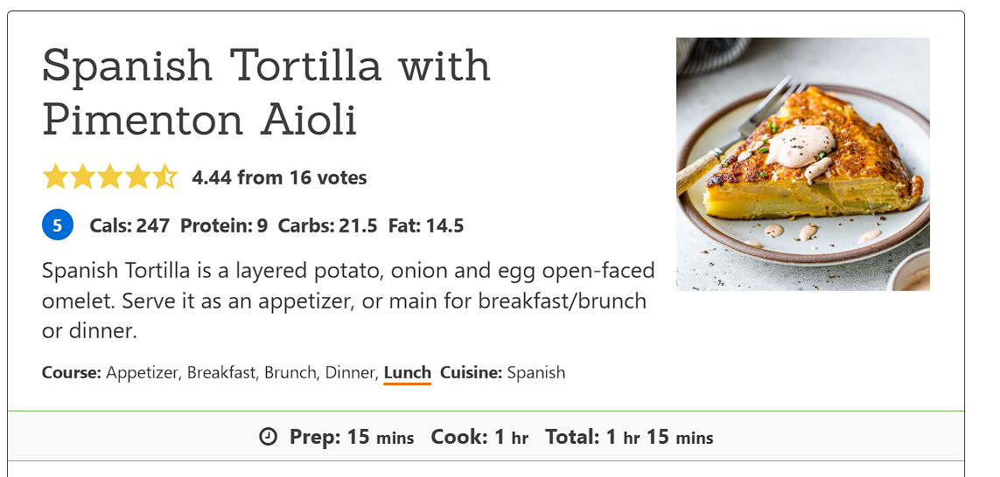 Spanish Tortilla with
Pimenton Aioli
4.44 from 16 votes
5 Cals: 247 Protein: 9 Carbs: 21.5 Fat: 14.5
Spanish Tortilla is a layered potato, onion and egg open-faced
omelet. Serve it as an appetizer, or main for breakfast/brunch
or dinner.
Course: Appetizer, Breakfast, Brunch, Dinner, Lunch Cuisine: Spanish
Prep: 15 mins Cook: 1 hr Total: 1 hr 15 mins